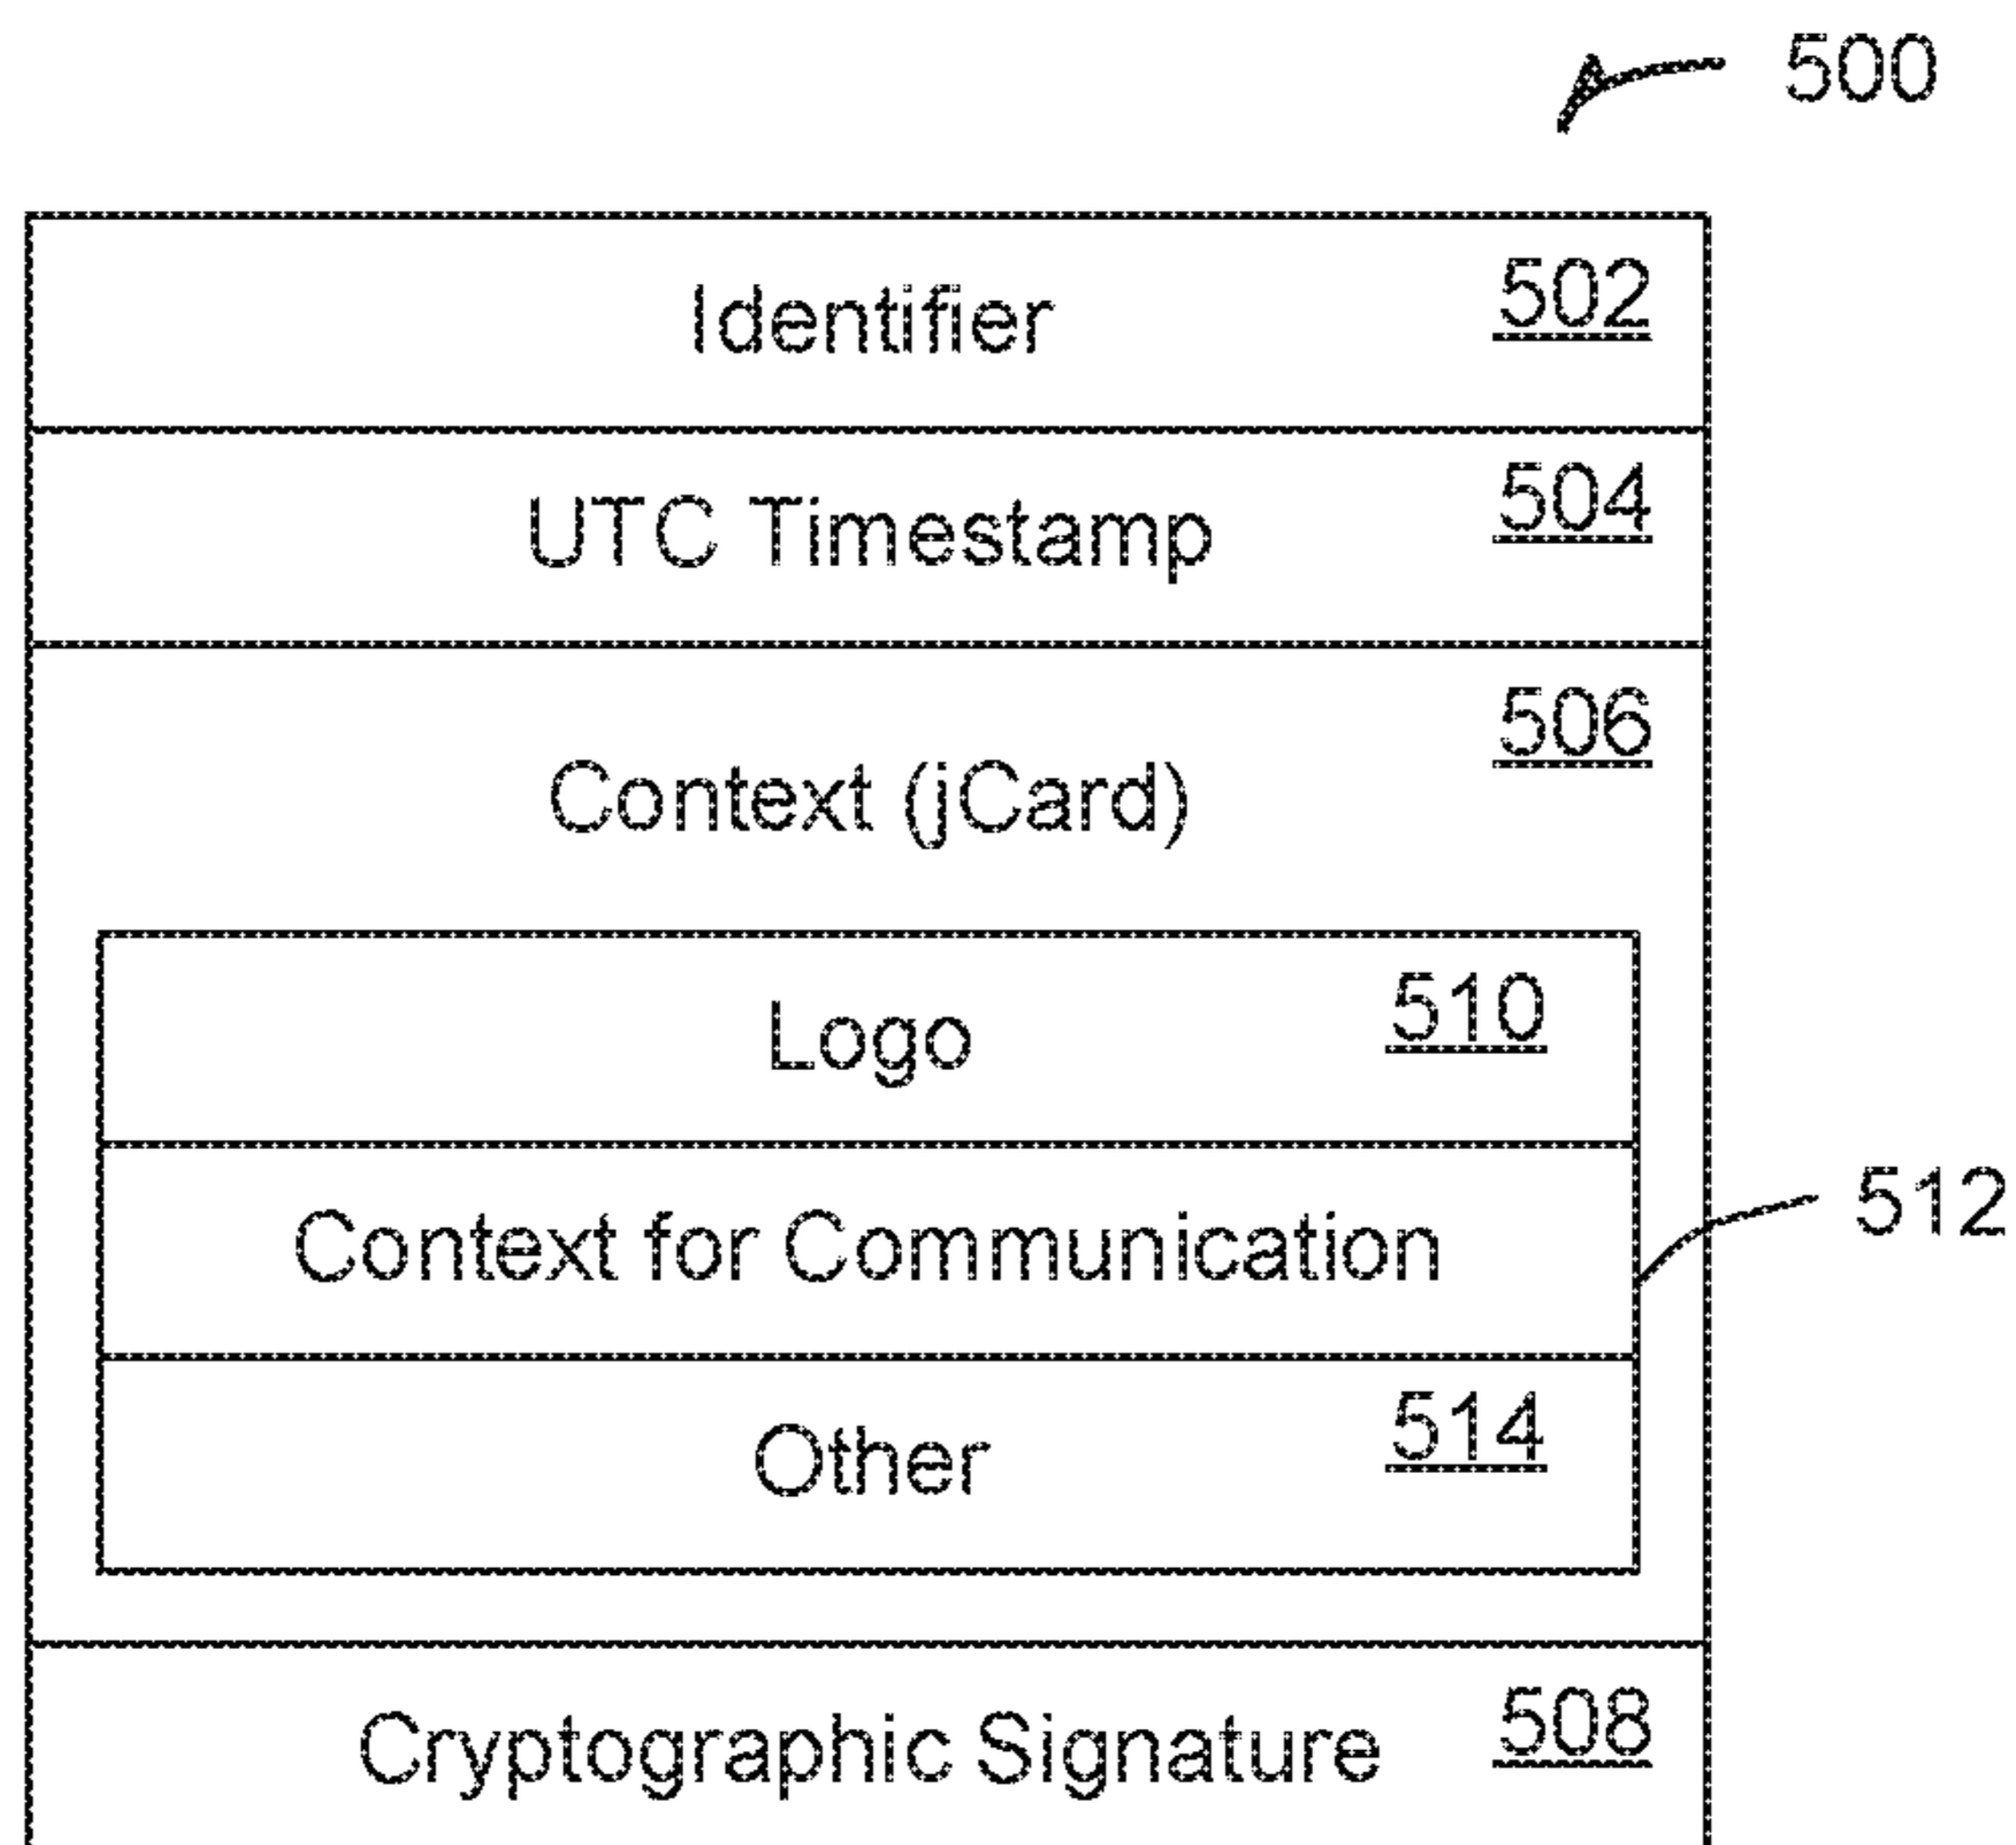 500
Identifier 502
UTC Timestamp 504
506
Context (jCard)
Logo 510
Context for Communication 512
Other 514
Cryptographic Signature 508